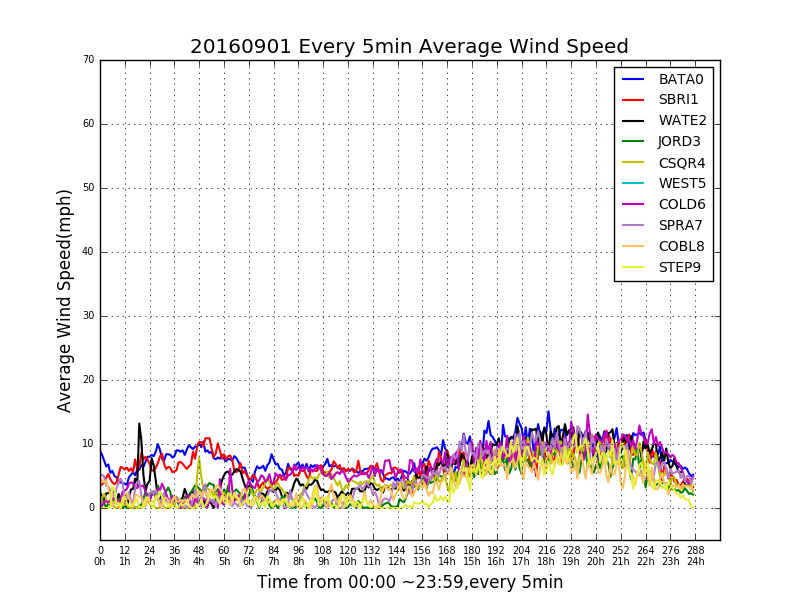 20160901 Every 5min Average Wind Speed
70
60
50
40
30
20
10
0
Average Wind Speed(mph)
BATA0
SBRI1
WATE2
JORD3
CSQR4
WEST5
COLD6
SPRA7
COBL8
STEP9
0 12 24 36 48 60 72 84 96 108 120 132 144 156 168 180 192 204 216 228 240 252 264 276 288
0h 1h 2h 3h 4h 5h 6h 7h 8h 9h 10h 11h 12h 13h 14h 15h 16h 17h 18h 19h 20h 21h 22h 23h 24h
Time from 00:00 ~23:59,every 5min